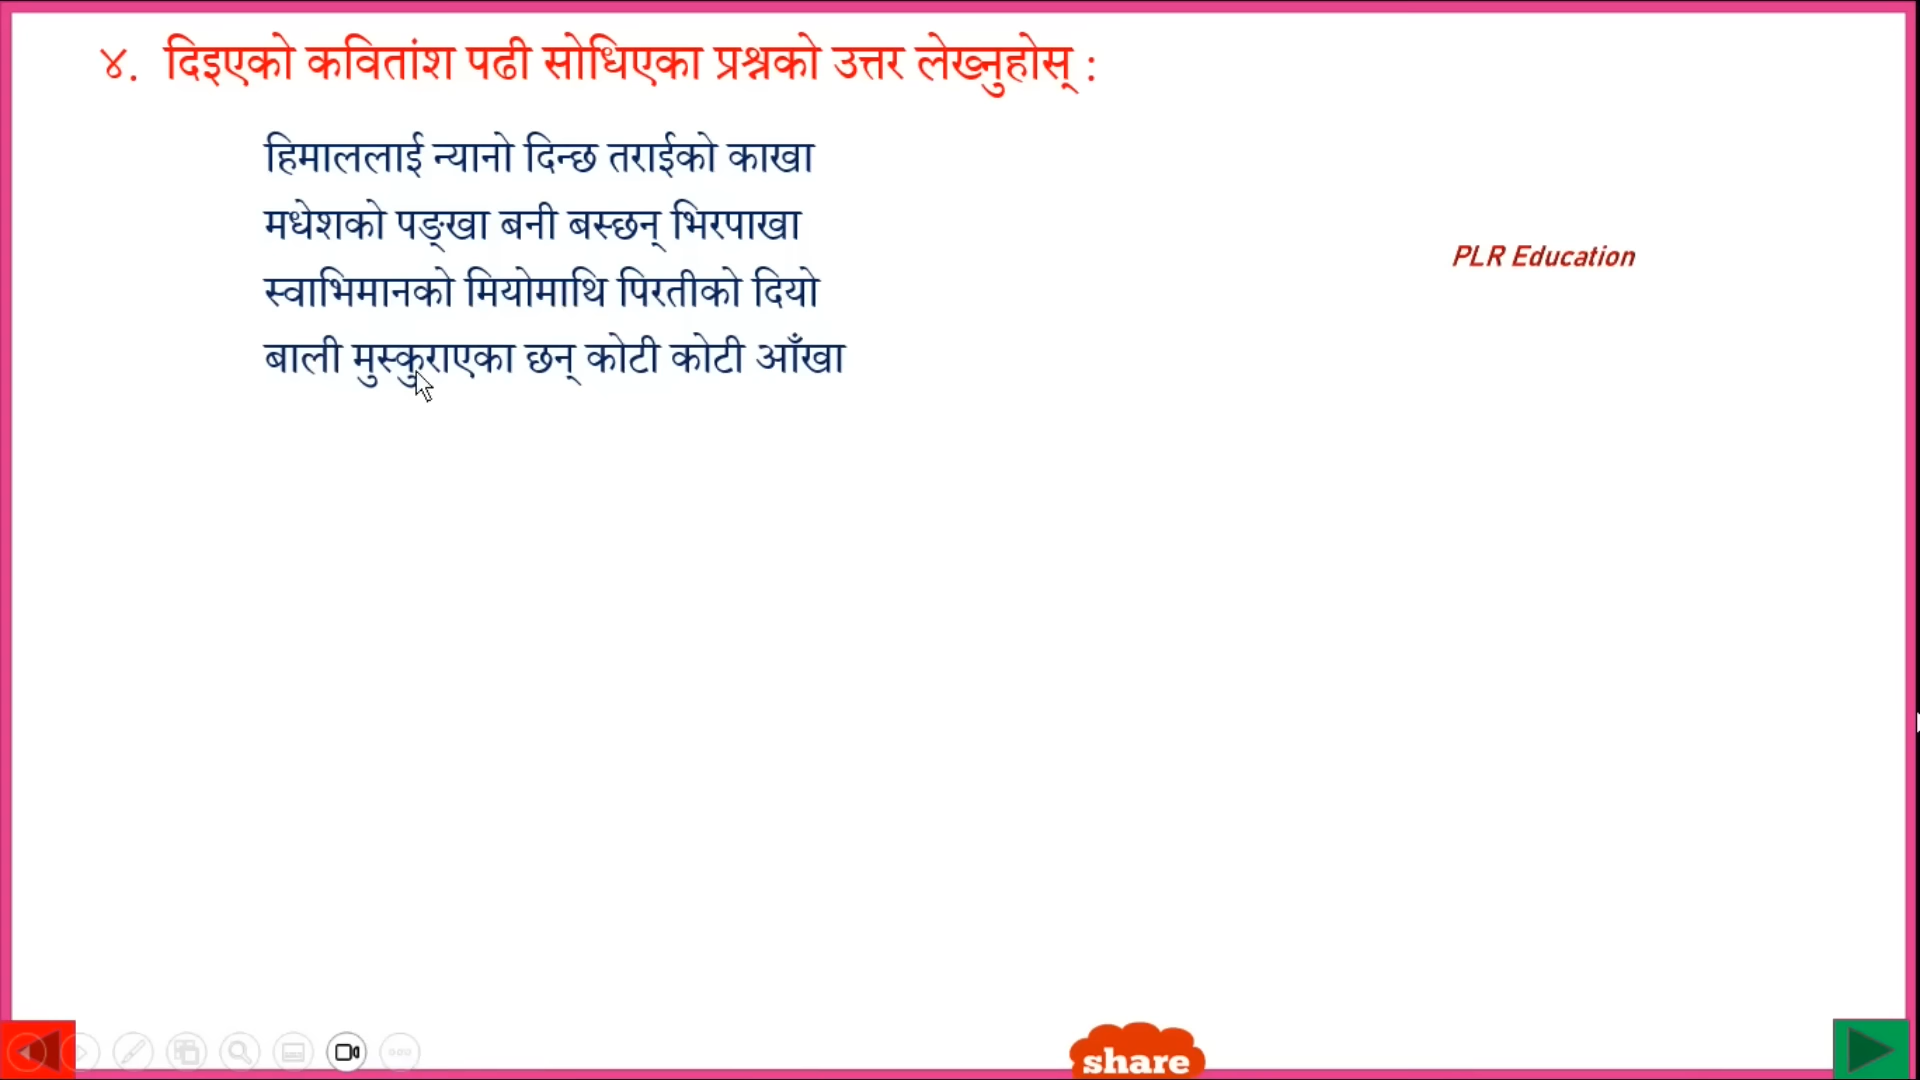 ४. दिइएको कवितांश पढी सोधिएका प्रश्नको उत्तर लेख्नुहोस् :
हिमाललाई न्यानो दिन्छ तराईको काखा
मधेशको पङ्खा बनी बस्छन् भिरपाखा
PLR Education
स्वाभिमानको मियोमाथि पिरतीको दियो
बाली मुस्कुराएका छन् कोटी कोटी आँखा
share